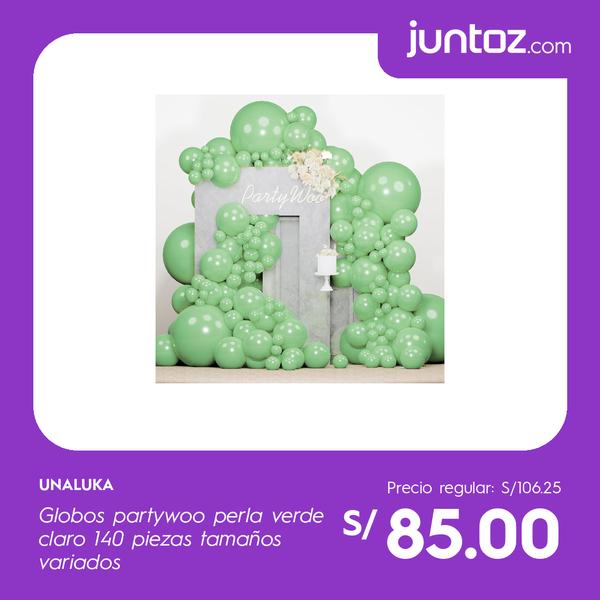 juntoz.com
PartyWoo
UNALUKA
Precio regular: S/106.25
Globos partywoo perla verde
claro 140 piezas tamaños
variados
S/ 85.00